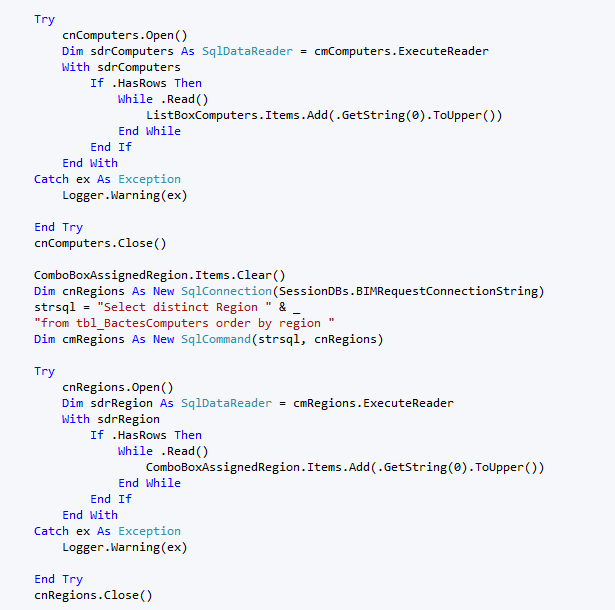 Try
cnComputers.Open()
Dim sdrComputers As SqlDataReader = cmComputers.ExecuteReader
With sdrComputers
If .HasRows Then
While .Read()
ListBoxComputers.Items.Add(.GetString(0).ToUpper())
End While
End If
End With
Catch ex As Exception
Logger.Warning(ex)
End Try
cnComputers.Close()
ComboBoxAssignedRegion.Items.Clear()
Dim cnRegions As New SqlConnection(SessionDBs.BIMRequestConnectionString)
strsql = "Select distinct Region " & _
"from tbl_BactesComputers order by region "
Dim cmRegions As New SqlCommand(strsql, cnRegions)
Try
cnRegions.Open()
Dim sdrRegion As SqlDataReader = cmRegions.ExecuteReader
With sdrRegion
If .HasRows Then
While .Read()
ComboBoxAssignedRegion.Items.Add(.GetString(0).ToUpper())
End While
End If
End With
Catch ex As Exception
Logger.Warning(ex)
End Try
cnRegions.Close()